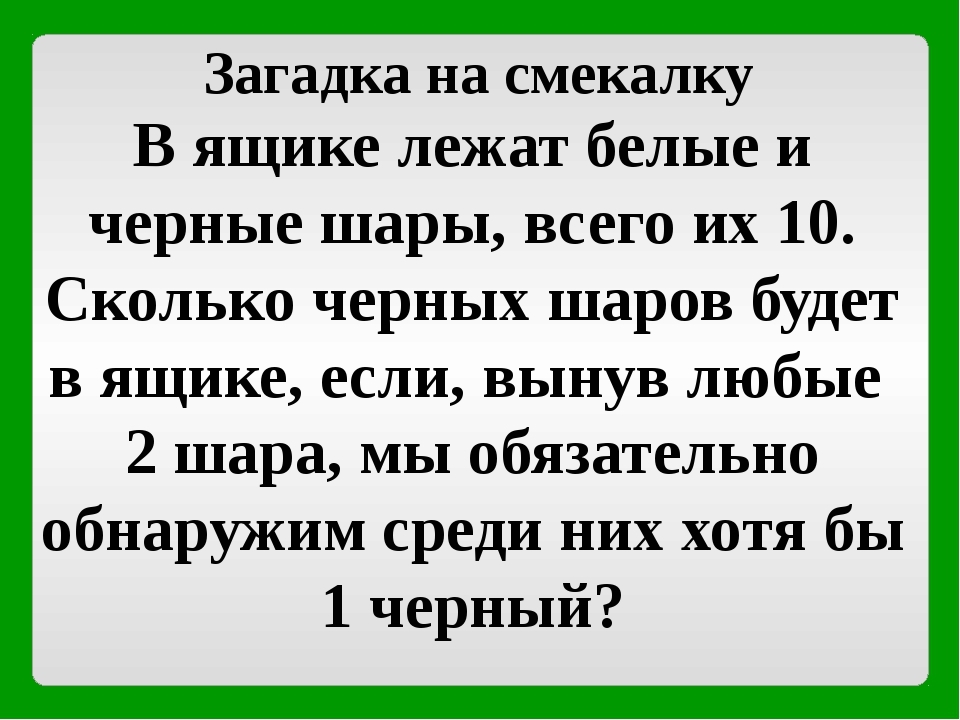 Загадка на смекалку
В ящике лежат белые и
черные шары, всего их 10.
Сколько черных шаров будет
в ящике, если, вынув любые
2 шара, мы обязательно
обнаружим среди них хотя бы
1 черный?